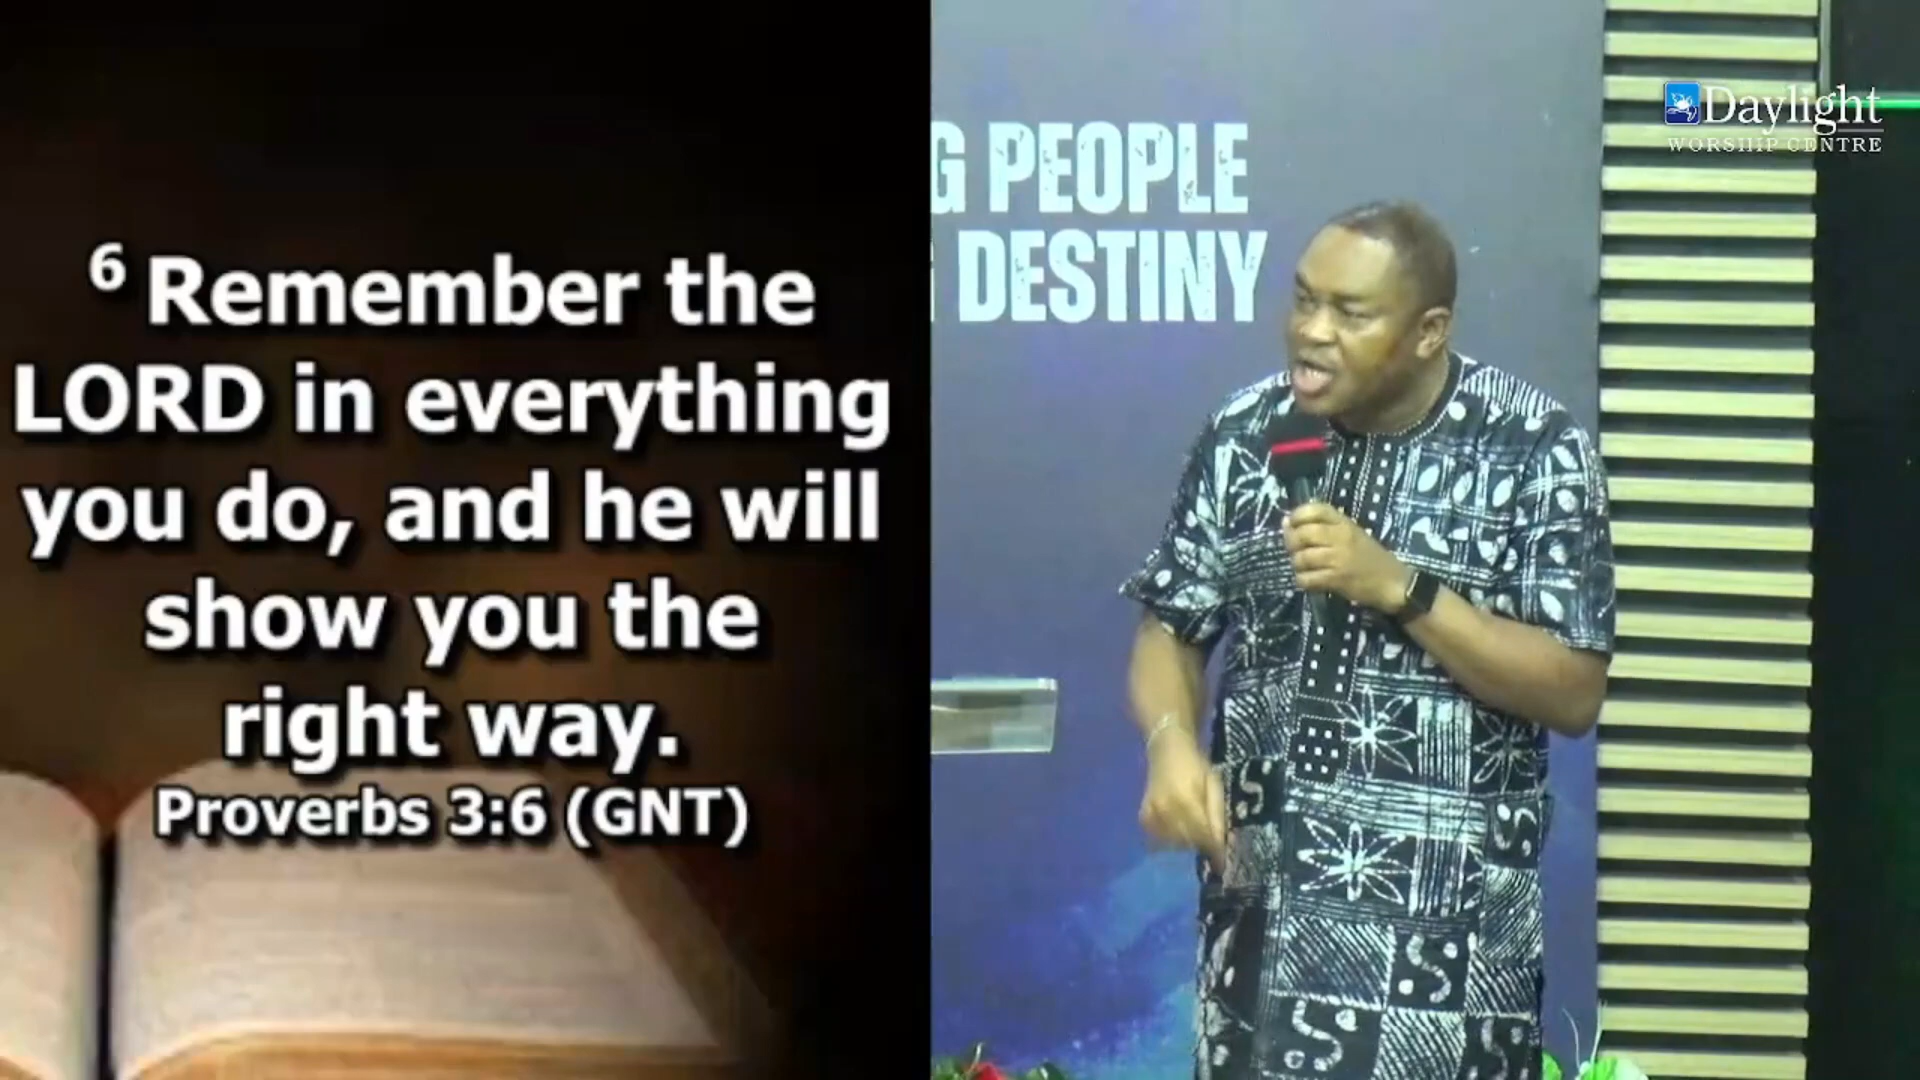 6 Remember the
LORD in everything
you do, and he will
show you the
right way.
Proverbs 3:6 (GNT)
G PEOPLE
DESTINY
Daylight
WORSHIP CENTRE